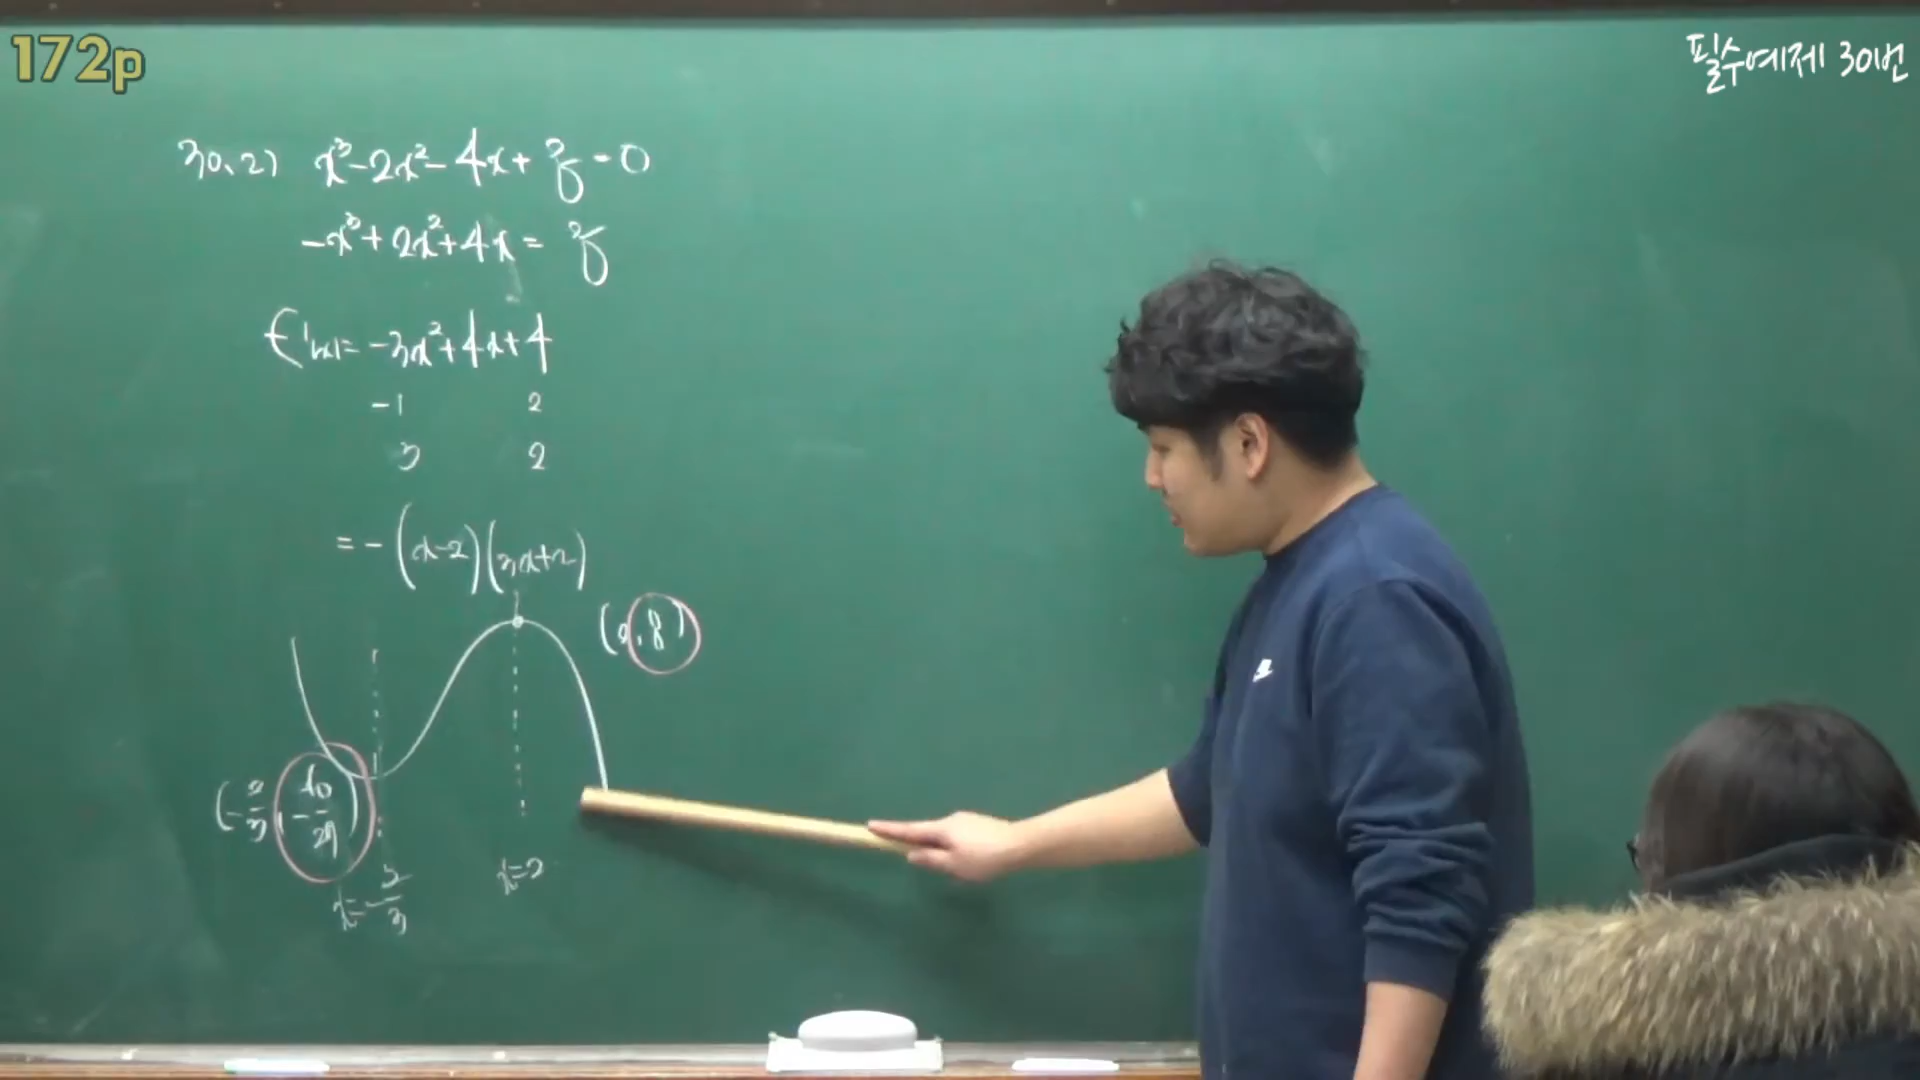 172p
필수예제 30번
30.2) x³-2x²-4x+8=0
-x³+2x²+4x=8
f'(x)=-3x²+4x+4
-1 2
3 2
=-(x-2)(3x+2)
(2,8)
(-2/3, -40/27)
x=-2/3
x=2